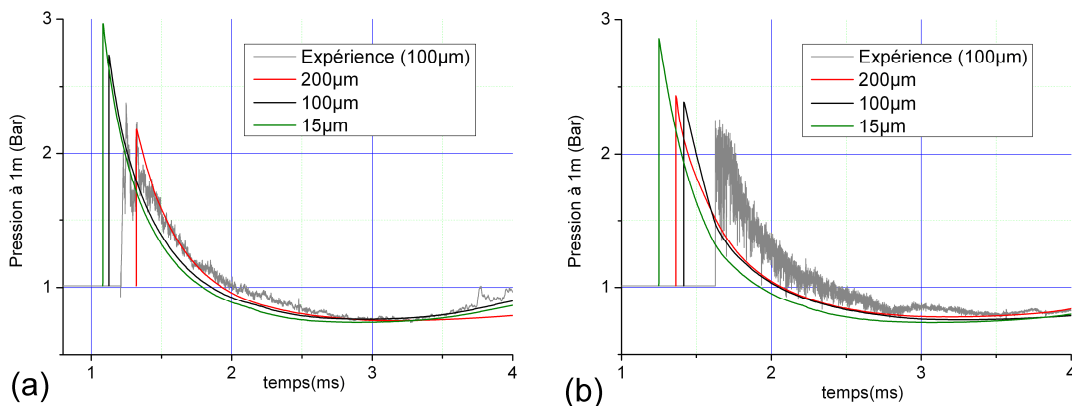 3
2
1
Pression à 1m (Bar)
Expérience (100µm)
200µm
100µm
15µm
1
2
3
4
temps(ms)
(a)
3
2
1
Pression à 1m (Bar)
Expérience (100µm)
200µm
100µm
15µm
1
2
3
4
temps(ms)
(b)